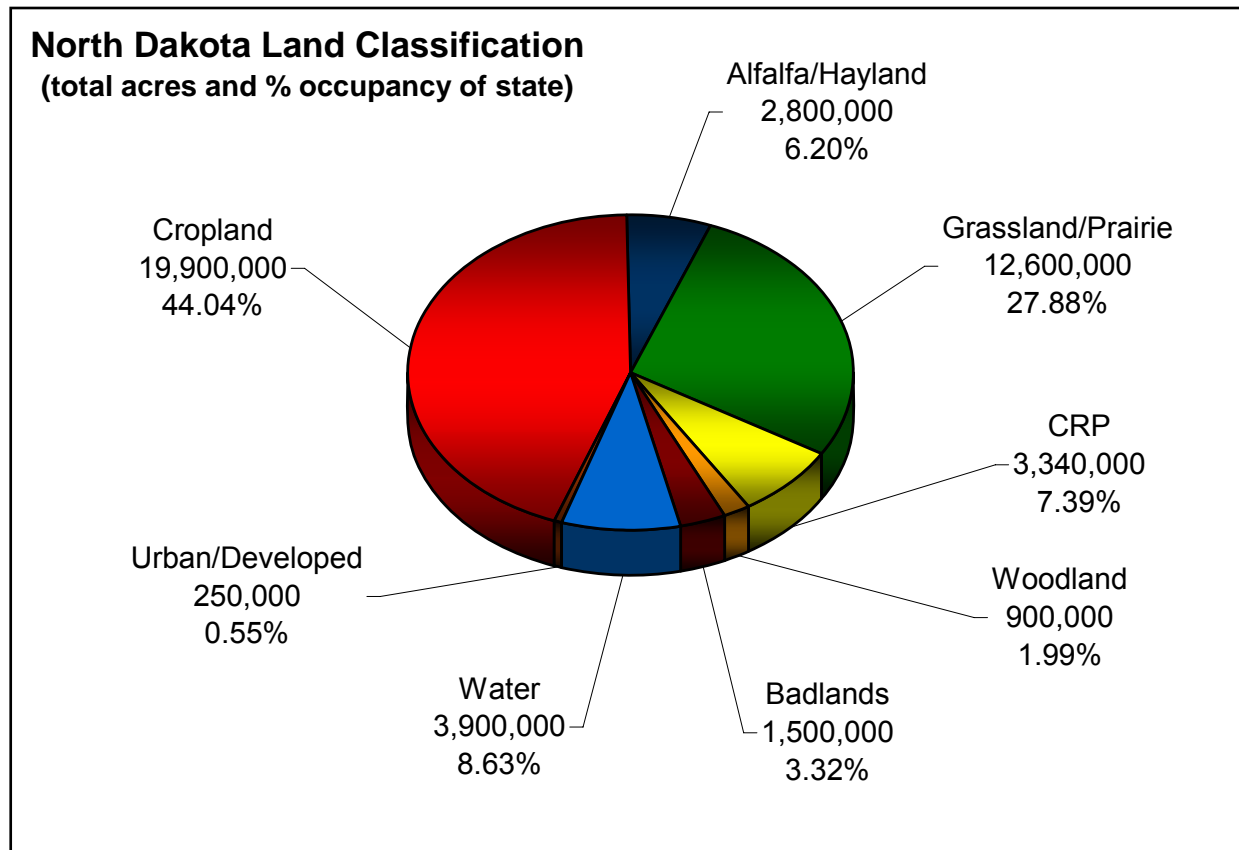 North Dakota Land Classification
(total acres and % occupancy of state)
Alfalfa/Hayland
2,800,000
6.20%
Grassland/Prairie
12,600,000
27.88%
CRP
3,340,000
7.39%
Woodland
900,000
1.99%
Badlands
1,500,000
3.32%
Water
3,900,000
8.63%
Urban/Developed
250,000
0.55%
Cropland
19,900,000
44.04%